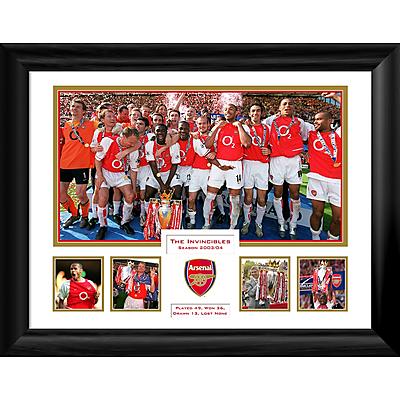 The Invincibles
Season 2003/04
Arsenal
Played 49, Won 36,
Drawn 13, Lost None